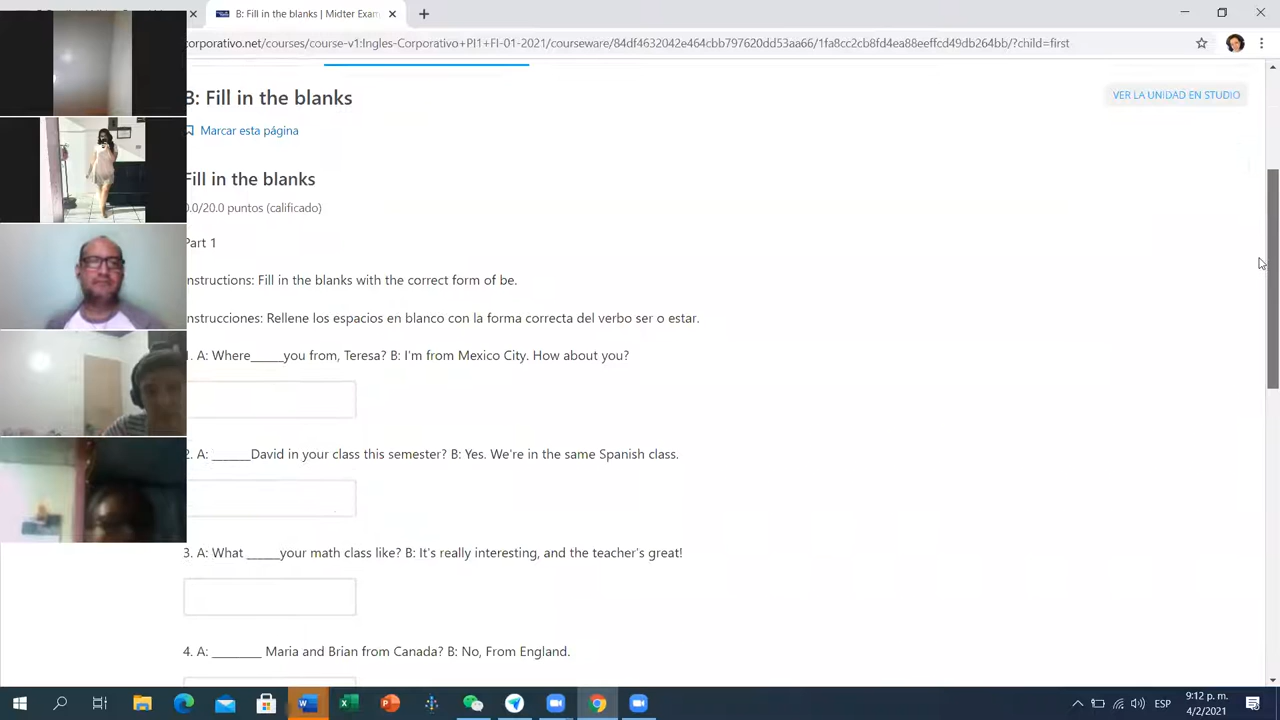 B: Fill in the blanks | Midter Exam
corporativo.net/courses/course-v1:Ingles-Corporativo+PI1+FI-01-2021/courseware/84df4632042e464cbb797620dd53aa66/1fa8cc2cb8fd4ea88eeffcd49db264bb/?child=first
B: Fill in the blanks
VER LA UNIDAD EN STUDIO
Marcar esta página
Fill in the blanks
0.0/20.0 puntos (calificado)
Part 1
nstructions: Fill in the blanks with the correct form of be.
nstrucciones: Rellene los espacios en blanco con la forma correcta del verbo ser o estar.
1. A: Where_____you from, Teresa? B: I'm from Mexico City. How about you?
2. A: ______David in your class this semester? B: Yes. We're in the same Spanish class.
3. A: What _____your math class like? B: It's really interesting, and the teacher's great!
4. A: ________ Maria and Brian from Canada? B: No, From England.
ESP
9:12 p. m.
4/2/2021